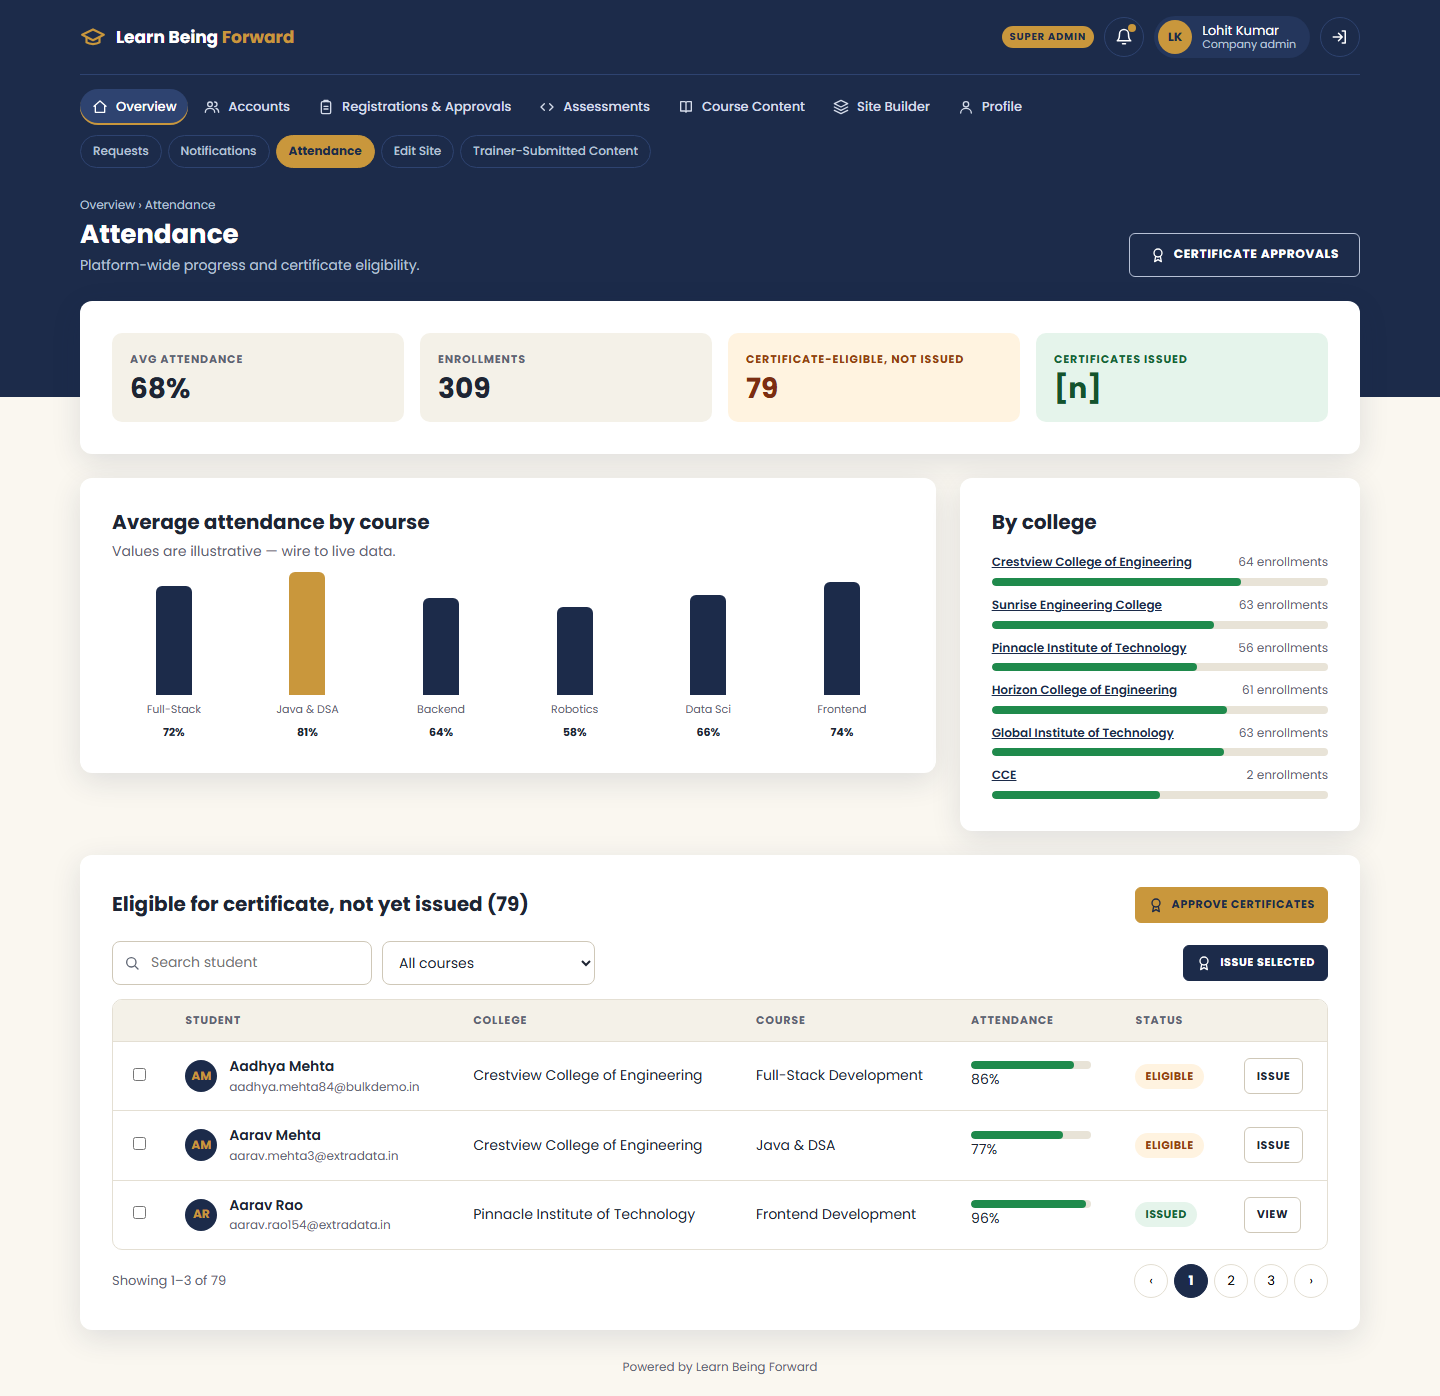 Learn Being Forward
SUPER ADMIN
LK
Lohit Kumar
Company admin
Overview
Accounts
Registrations & Approvals
Assessments
Course Content
Site Builder
Profile
Requests
Notifications
Attendance
Edit Site
Trainer-Submitted Content
Overview › Attendance
Attendance
Platform-wide progress and certificate eligibility.
CERTIFICATE APPROVALS
AVG ATTENDANCE
68%
ENROLLMENTS
309
CERTIFICATE-ELIGIBLE, NOT ISSUED
79
CERTIFICATES ISSUED
[n]
Average attendance by course
Values are illustrative — wire to live data.
Full-Stack
Java & DSA
Backend
Robotics
Data Sci
Frontend
72%
81%
64%
58%
66%
74%
By college
Crestview College of Engineering 64 enrollments
Sunrise Engineering College 63 enrollments
Pinnacle Institute of Technology 56 enrollments
Horizon College of Engineering 61 enrollments
Global Institute of Technology 63 enrollments
CCE 2 enrollments
Eligible for certificate, not yet issued (79)
APPROVE CERTIFICATES
Search student
All courses
ISSUE SELECTED
STUDENT COLLEGE COURSE ATTENDANCE STATUS
AM
Aadhya Mehta
aadhya.mehta84@bulkdemo.in
Crestview College of Engineering
Full-Stack Development
86%
ELIGIBLE
ISSUE
AM
Aarav Mehta
aarav.mehta3@extradata.in
Crestview College of Engineering
Java & DSA
77%
ELIGIBLE
ISSUE
AR
Aarav Rao
aarav.rao154@extradata.in
Pinnacle Institute of Technology
Frontend Development
96%
ISSUED
VIEW
Showing 1–3 of 79
‹ 1 2 3 ›
Powered by Learn Being Forward